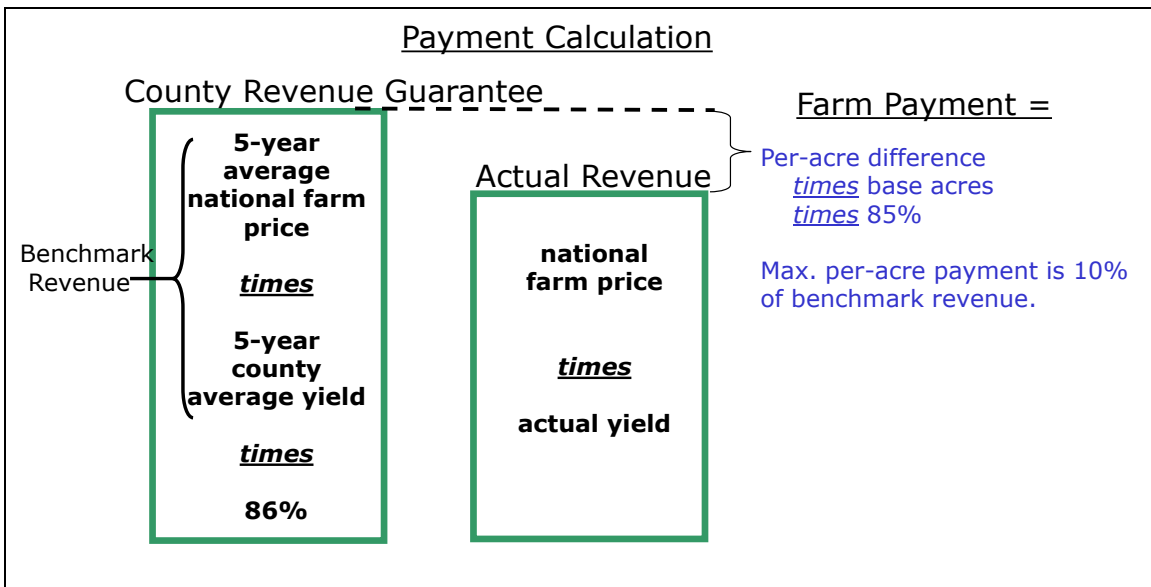 Payment Calculation
County Revenue Guarantee
5-year
average
national farm
price
times
5-year
county
average yield
times
86%
Benchmark
Revenue
Actual Revenue
national
farm price
times
actual yield
Farm Payment =
Per-acre difference
times base acres
times 85%
Max. per-acre payment is 10%
of benchmark revenue.